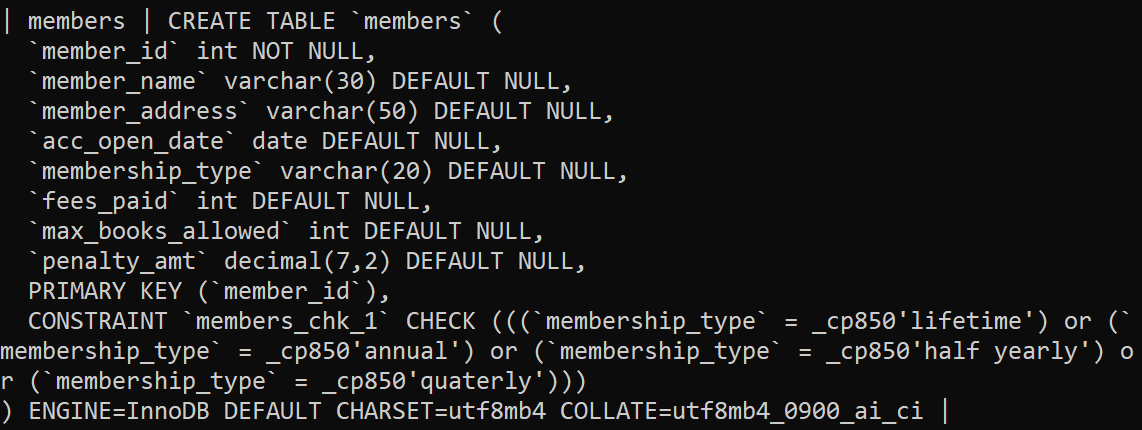 | members | CREATE TABLE `members` (
  `member_id` int NOT NULL,
  `member_name` varchar(30) DEFAULT NULL,
  `member_address` varchar(50) DEFAULT NULL,
  `acc_open_date` date DEFAULT NULL,
  `membership_type` varchar(20) DEFAULT NULL,
  `fees_paid` int DEFAULT NULL,
  `max_books_allowed` int DEFAULT NULL,
  `penalty_amt` decimal(7,2) DEFAULT NULL,
  PRIMARY KEY (`member_id`),
  CONSTRAINT `members_chk_1` CHECK (((`membership_type` = _cp850'lifetime') or (`
membership_type` = _cp850'annual') or (`membership_type` = _cp850'half yearly') o
r (`membership_type` = _cp850'quaterly')))
) ENGINE=InnoDB DEFAULT CHARSET=utf8mb4 COLLATE=utf8mb4_0900_ai_ci |